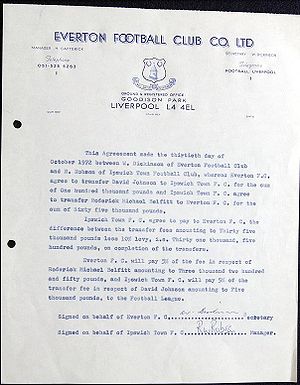 EVERTON FOOTBALL CLUB CO. LTD
MANAGER H CATTERICK
SECRETARY W DICKINSON
Telephone
051-525 5263
Telegrams
FOOTBALL LIVERPOOL
GROUND & REGISTERED OFFICE
GOODISON PARK
LIVERPOOL L4 4EL
This Agreement made the thirtieth day of
October 1972 between W. Dickinson of Everton Football Club
and R. Robson of Ipswich Town Football Club, whereas Everton F.C.
agree to transfer David Johnson to Ipswich Town F.C. for the sum
of One hundred thousand pounds and Ipswich Town F. C. agree
to transfer Roderick Michael Belfitt to Everton F. C. for the
sum of Sixty five thousand pounds.
Ipswich Town F. C. agree to pay to Everton F. C. the
difference between the transfer fees amounting to Thirty five
thousand pounds less 10% levy, i.e. Thirty one thousand, five
hundred pounds, on completion of the transfers.
Everton F. C. will pay 5% of the fee in respect of
Roderick Michael Belfitt amounting to Three thousand two hundred
and fifty pounds, and Ipswich Town F. C. will pay 5% of the
transfer fee in respect of David Johnson amounting to Five
thousand pounds, to the Football League.
Signed on behalf of Everton F. C. secretary
Signed on behalf of Ipswich Town F. C. Manager.